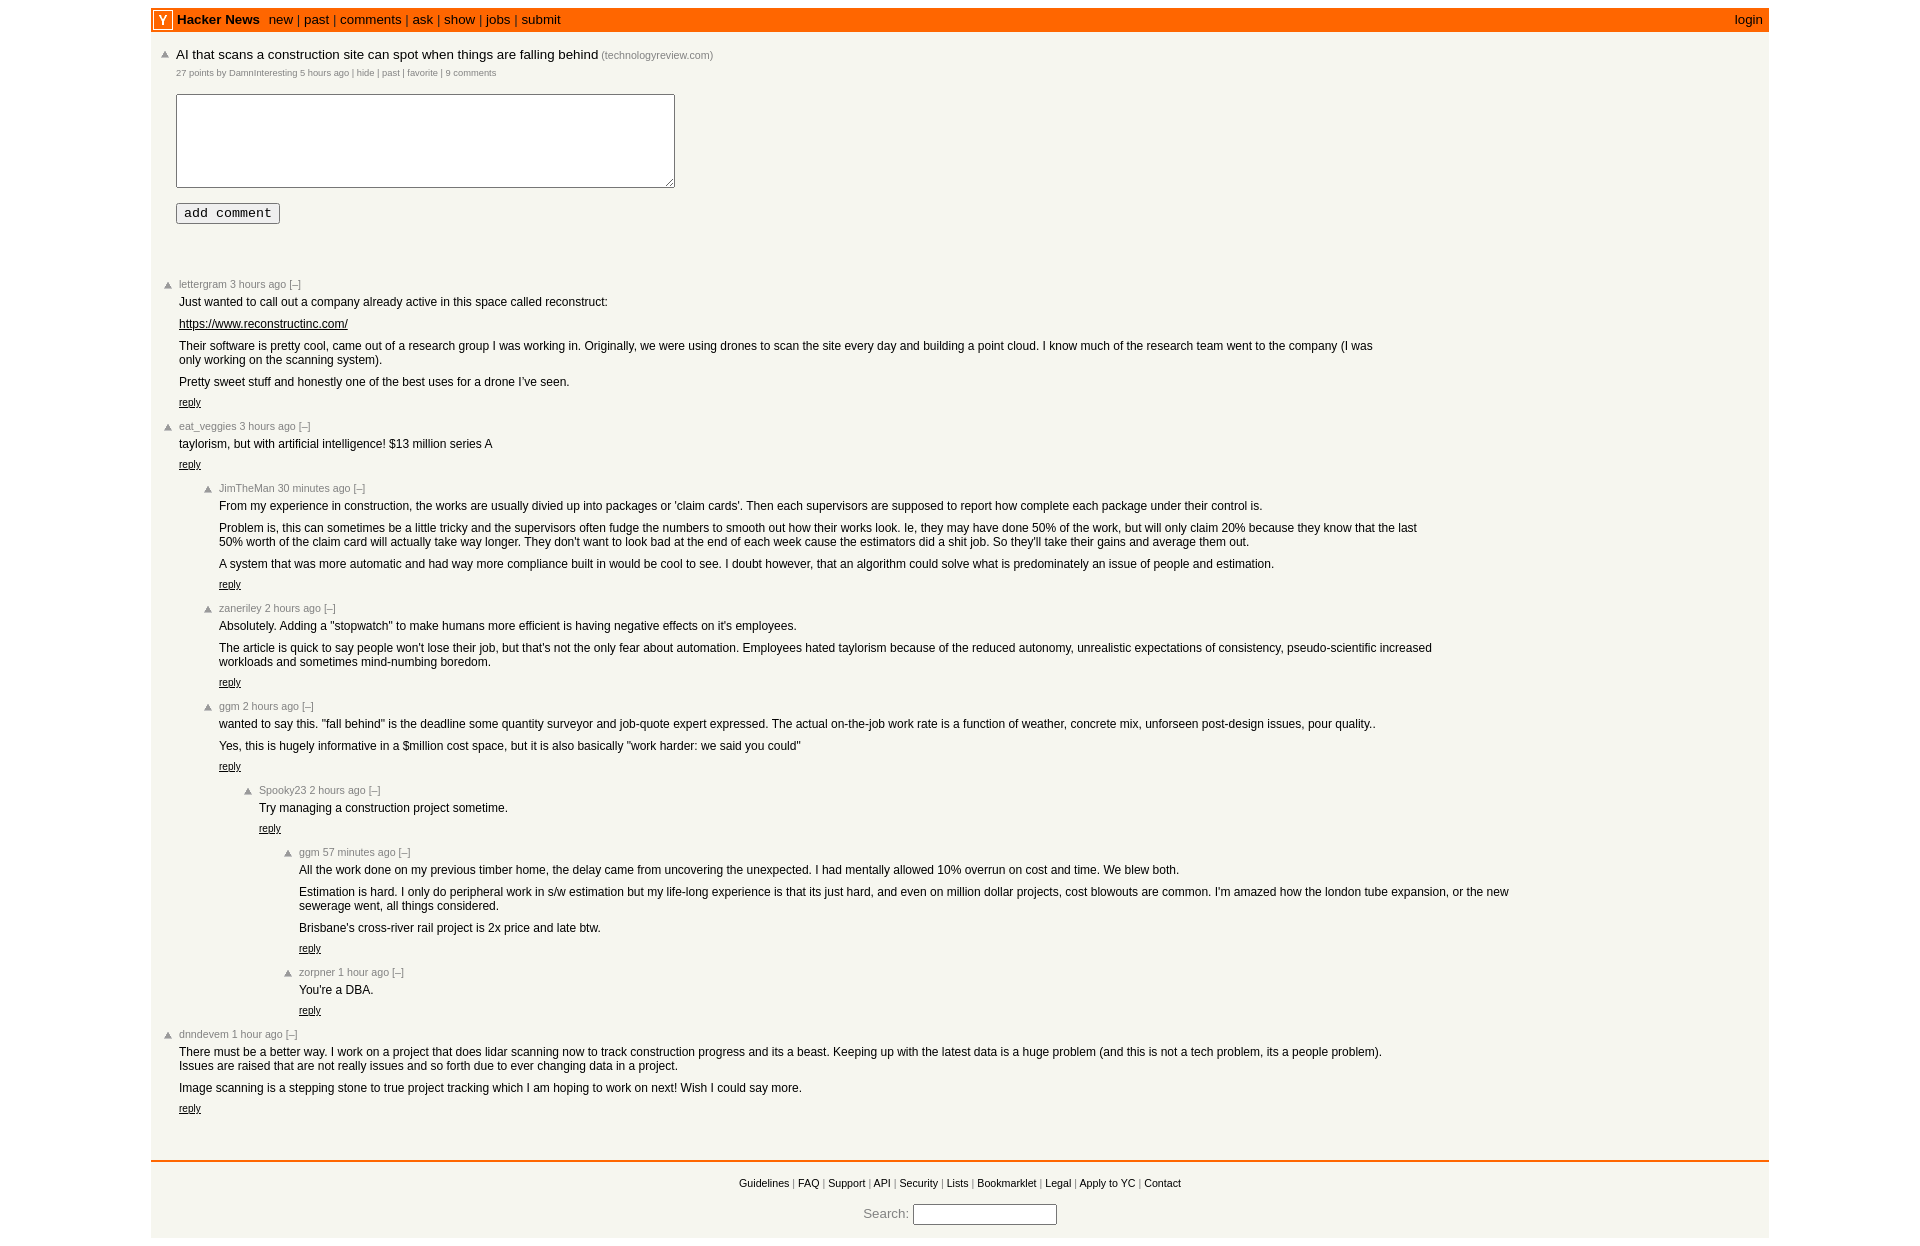 Y Hacker News new | past | comments | ask | show | jobs | submit login
AI that scans a construction site can spot when things are falling behind (technologyreview.com)
27 points by DamnInteresting 5 hours ago | hide | past | favorite | 9 comments
add comment
lettergram 3 hours ago [–]
Just wanted to call out a company already active in this space called reconstruct:
https://www.reconstructinc.com/
Their software is pretty cool, came out of a research group I was working in. Originally, we were using drones to scan the site every day and building a point cloud. I know much of the research team went to the company (I was
only working on the scanning system).
Pretty sweet stuff and honestly one of the best uses for a drone I've seen.
reply
eat_veggies 3 hours ago [–]
taylorism, but with artificial intelligence! $13 million series A
reply
JimTheMan 30 minutes ago [–]
From my experience in construction, the works are usually divied up into packages or 'claim cards'. Then each supervisors are supposed to report how complete each package under their control is.
Problem is, this can sometimes be a little tricky and the supervisors often fudge the numbers to smooth out how their works look. Ie, they may have done 50% of the work, but will only claim 20% because they know that the last
50% worth of the claim card will actually take way longer. They don't want to look bad at the end of each week cause the estimators did a shit job. So they'll take their gains and average them out.
A system that was more automatic and had way more compliance built in would be cool to see. I doubt however, that an algorithm could solve what is predominately an issue of people and estimation.
reply
zaneriley 2 hours ago [–]
Absolutely. Adding a "stopwatch" to make humans more efficient is having negative effects on it's employees.
The article is quick to say people won't lose their job, but that's not the only fear about automation. Employees hated taylorism because of the reduced autonomy, unrealistic expectations of consistency, pseudo-scientific increased
workloads and sometimes mind-numbing boredom.
reply
ggm 2 hours ago [–]
wanted to say this. "fall behind" is the deadline some quantity surveyor and job-quote expert expressed. The actual on-the-job work rate is a function of weather, concrete mix, unforseen post-design issues, pour quality..
Yes, this is hugely informative in a $million cost space, but it is also basically "work harder: we said you could"
reply
Spooky23 2 hours ago [–]
Try managing a construction project sometime.
reply
ggm 57 minutes ago [–]
All the work done on my previous timber home, the delay came from uncovering the unexpected. I had mentally allowed 10% overrun on cost and time. We blew both.
Estimation is hard. I only do peripheral work in s/w estimation but my life-long experience is that its just hard, and even on million dollar projects, cost blowouts are common. I'm amazed how the london tube expansion, or the new
sewerage went, all things considered.
Brisbane's cross-river rail project is 2x price and late btw.
reply
zorpner 1 hour ago [–]
You're a DBA.
reply
dnndevem 1 hour ago [–]
There must be a better way. I work on a project that does lidar scanning now to track construction progress and its a beast. Keeping up with the latest data is a huge problem (and this is not a tech problem, its a people problem).
Issues are raised that are not really issues and so forth due to ever changing data in a project.
Image scanning is a stepping stone to true project tracking which I am hoping to work on next! Wish I could say more.
reply
Guidelines | FAQ | Support | API | Security | Lists | Bookmarklet | Legal | Apply to YC | Contact
Search: